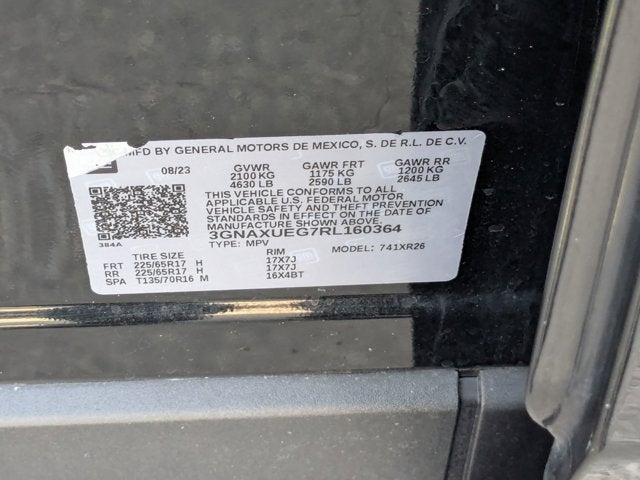 MFD BY GENERAL MOTORS DE MEXICO, S. DE R.L. DE C.V.
08/23 GVWR GAWR FRT GAWR RR
2100 KG 1175 KG 1200 KG
4630 LB 2590 LB 2645 LB
THIS VEHICLE CONFORMS TO ALL
APPLICABLE U.S. FEDERAL MOTOR
VEHICLE SAFETY AND THEFT PREVENTION
STANDARDS IN EFFECT ON THE DATE OF
MANUFACTURE SHOWN ABOVE.
3GNAXUEG7RL160364
384A
TYPE: MPV MODEL: 741XR26
TIRE SIZE RIM
FRT 225/65R17 H 17X7J
RR 225/65R17 H 17X7J
SPA T135/70R16 M 16X4BT